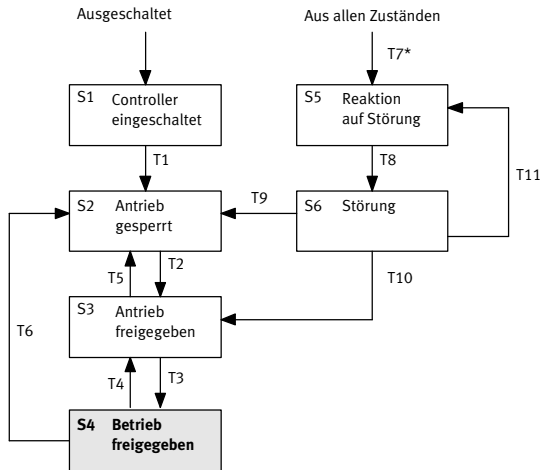 Ausgeschaltet
Aus allen Zuständen
T7*
S1 Controller
eingeschaltet
S5 Reaktion
auf Störung
T1
T8
T11
S2 Antrieb
gesperrt
T9
S6 Störung
T5
T2
T10
S3 Antrieb
freigegeben
T6
T4
T3
S4 Betrieb
freigegeben